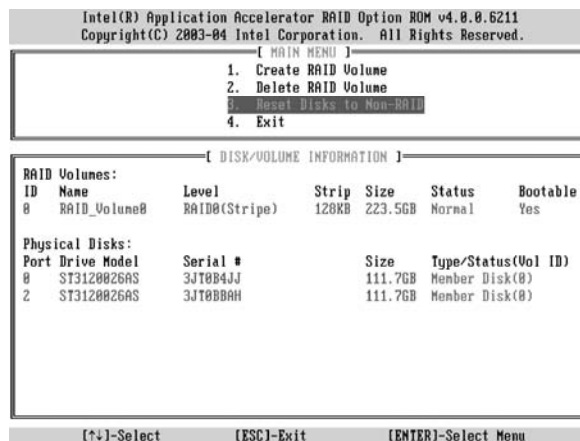 Intel(R) Application Accelerator RAID Option ROM v4.0.0.6211
Copyright(C) 2003-04 Intel Corporation. All Rights Reserved.
[ MAIN MENU ]
1. Create RAID Volume
2. Delete RAID Volume
3. Reset Disks to Non-RAID
4. Exit
[ DISK/VOLUME INFORMATION ]
RAID Volumes:
ID Name Level Strip Size Status Bootable
0 RAID_Volume0 RAID0(Stripe) 128KB 223.5GB Normal Yes
Physical Disks:
Port Drive Model Serial # Size Type/Status(Vol ID)
0 ST3120026AS 3JT0B4JJ 111.7GB Member Disk(0)
2 ST3120026AS 3JT0BBAH 111.7GB Member Disk(0)
[↑↓]-Select [ESC]-Exit [ENTER]-Select Menu